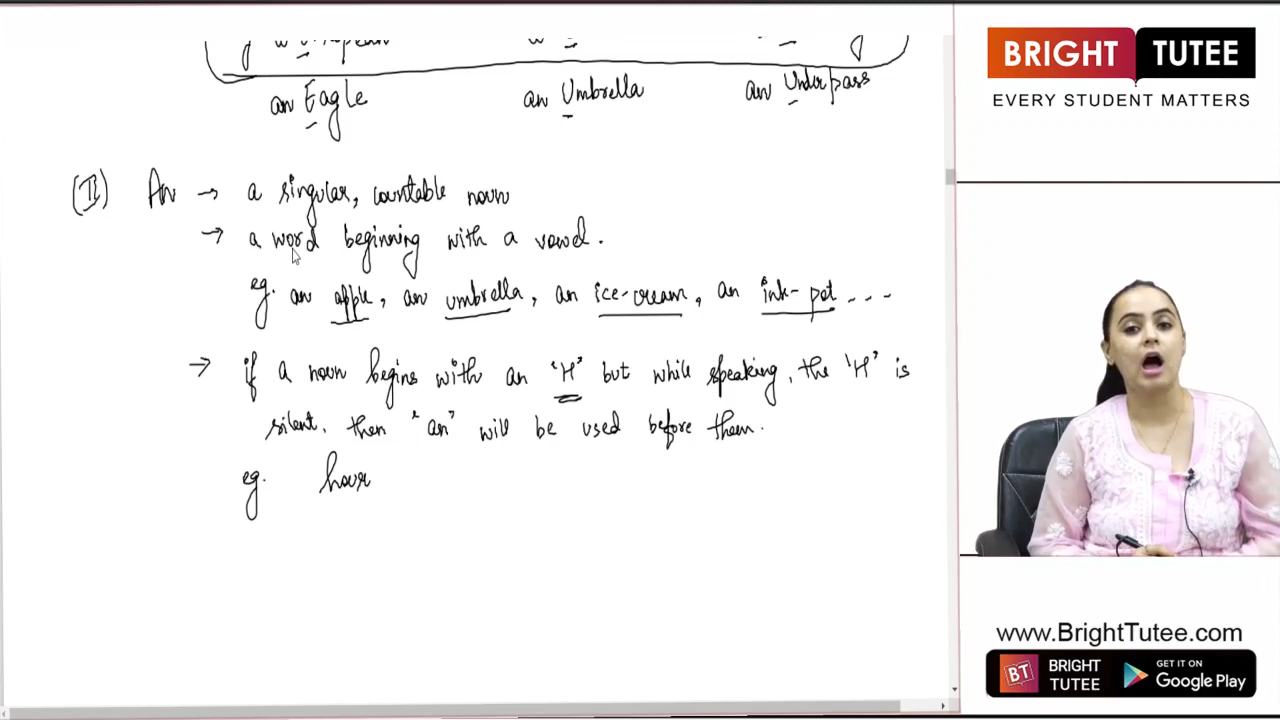 an Eagle an Umbrella an Underpass
(II) An → a singular, countable noun
→ a word beginning with a vowel.
eg. an apple, an umbrella, an ice-cream, an ink-pot ...
→ if a noun begins with an 'H' but while speaking, the 'H' is
silent, then 'an' will be used before them.
eg. hour
BRIGHT TUTEE
EVERY STUDENT MATTERS
www.BrightTutee.com
BT BRIGHT TUTEE
GET IT ON Google Play